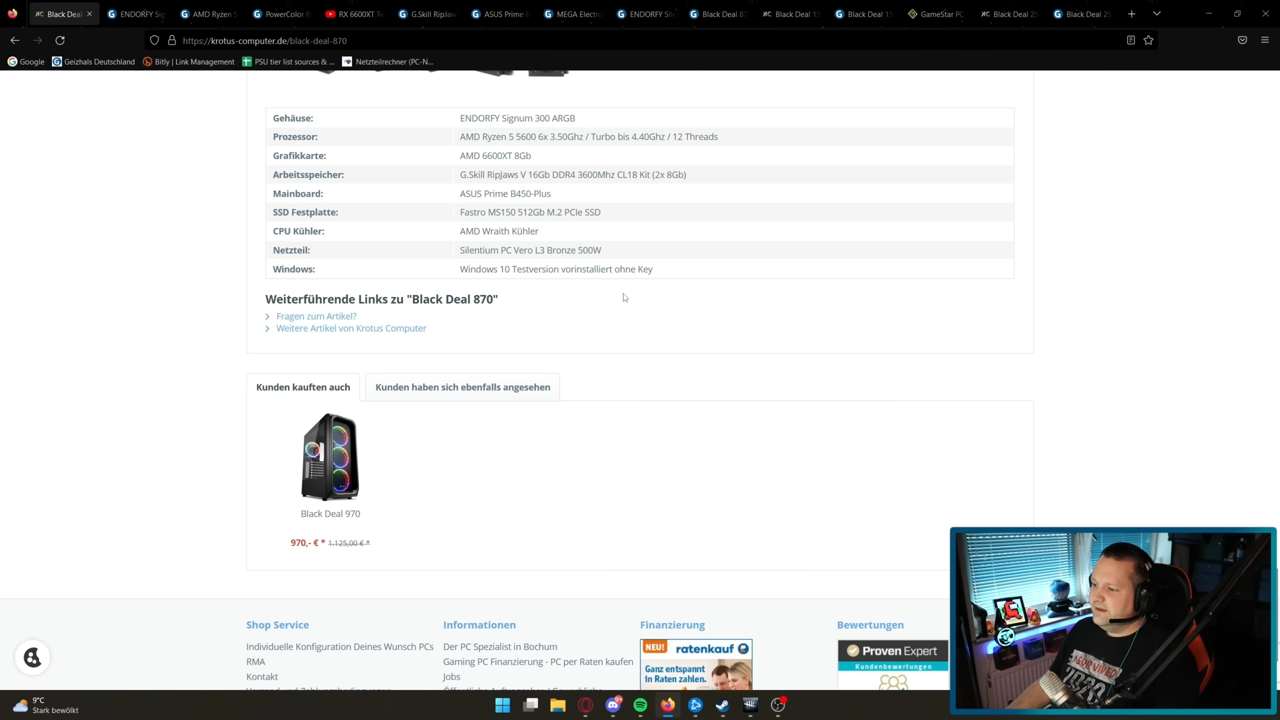 Black Deal
ENDORFY Sig
AMD Ryzen 5
PowerColor R
RX 6600XT Te
G.Skill RipJaw
ASUS Prime B
MEGA Electro
ENDORFY Sil
Black Deal 87
Black Deal 15
Black Deal 15
GameStar PC
Black Deal 25
Black Deal 25
https://krotus-computer.de/black-deal-870
Google
Geizhals Deutschland
Bitly | Link Management
PSU tier list sources & ...
Netzteilrechner (PC-N...
Gehäuse: ENDORFY Signum 300 ARGB
Prozessor: AMD Ryzen 5 5600 6x 3.50Ghz / Turbo bis 4.40Ghz / 12 Threads
Grafikkarte: AMD 6600XT 8Gb
Arbeitsspeicher: G.Skill RipJaws V 16Gb DDR4 3600Mhz CL18 Kit (2x 8Gb)
Mainboard: ASUS Prime B450-Plus
SSD Festplatte: Fastro MS150 512Gb M.2 PCIe SSD
CPU Kühler: AMD Wraith Kühler
Netzteil: Silentium PC Vero L3 Bronze 500W
Windows: Windows 10 Testversion vorinstalliert ohne Key
Weiterführende Links zu "Black Deal 870"
Fragen zum Artikel?
Weitere Artikel von Krotus Computer
Kunden kauften auch
Kunden haben sich ebenfalls angesehen
Black Deal 970
970,- € * 1.125,00 € *
Shop Service
Informationen
Finanzierung
Bewertungen
Individuelle Konfiguration Deines Wunsch PCs
RMA
Kontakt
Der PC Spezialist in Bochum
Gaming PC Finanzierung - PC per Raten kaufen
Jobs
NEU! ratenkauf
Ganz entspannt
in Raten zahlen.
Proven Expert
Kundenbewertungen
I SURVIVED
9°C
Stark bewölkt